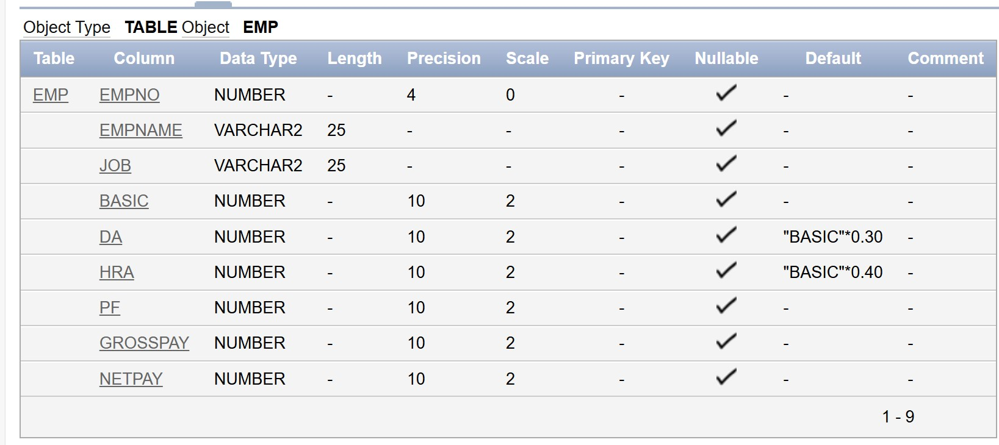 Object Type TABLE Object EMP
Table Column Data Type Length Precision Scale Primary Key Nullable Default Comment
EMP EMPNO NUMBER - 4 0 - ✓ - -
EMPNAME VARCHAR2 25 - - - ✓ - -
JOB VARCHAR2 25 - - - ✓ - -
BASIC NUMBER - 10 2 - ✓ - -
DA NUMBER - 10 2 - ✓ "BASIC"*0.30 -
HRA NUMBER - 10 2 - ✓ "BASIC"*0.40 -
PF NUMBER - 10 2 - ✓ - -
GROSSPAY NUMBER - 10 2 - ✓ - -
NETPAY NUMBER - 10 2 - ✓ - -
1 - 9